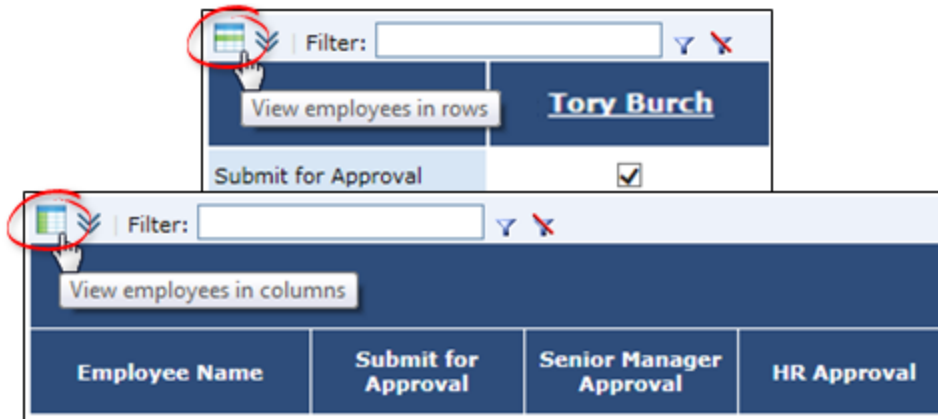 Filter:
View employees in rows
Tory Burch
Submit for Approval
Filter:
View employees in columns
Employee Name
Submit for
Approval
Senior Manager
Approval
HR Approval